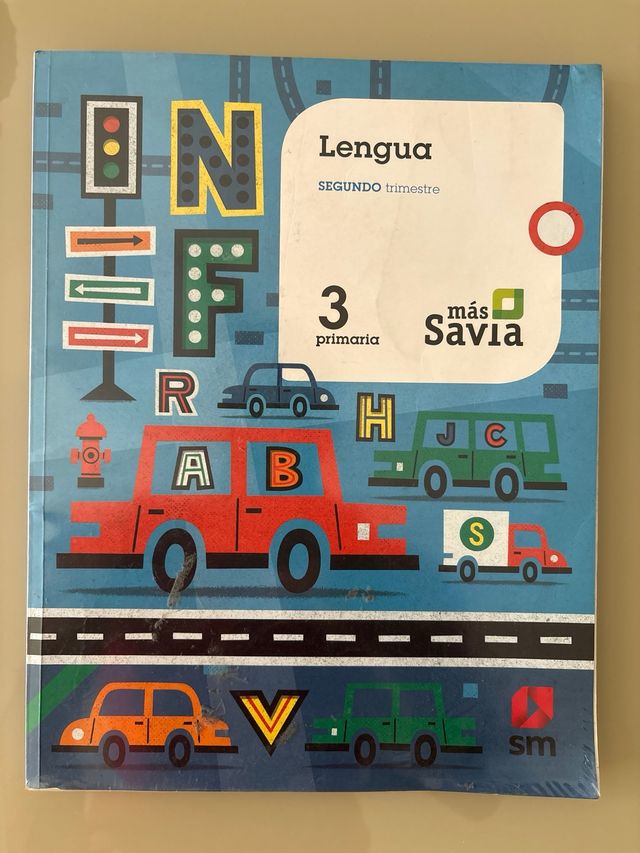 N
Lengua
SEGUNDO trimestre
F
3
primaria
más
Savia
R
H
A
B
J C
S
V
sm